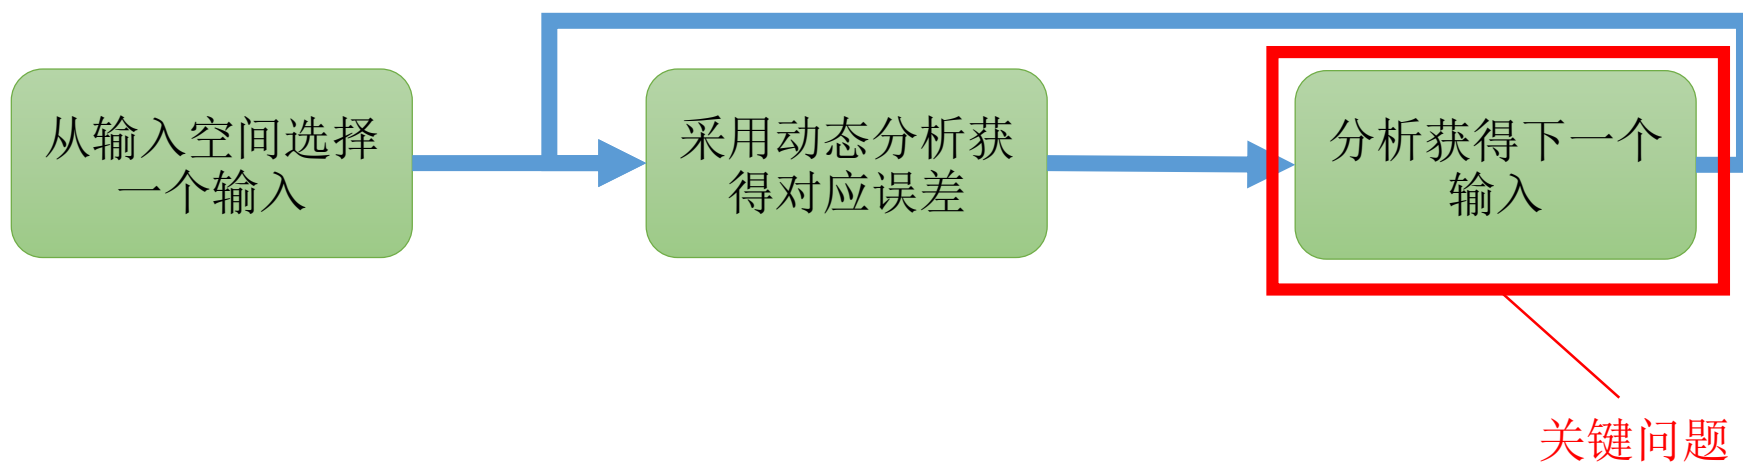 从输入空间选择
一个输入
采用动态分析获
得对应误差
分析获得下一个
输入
关键问题